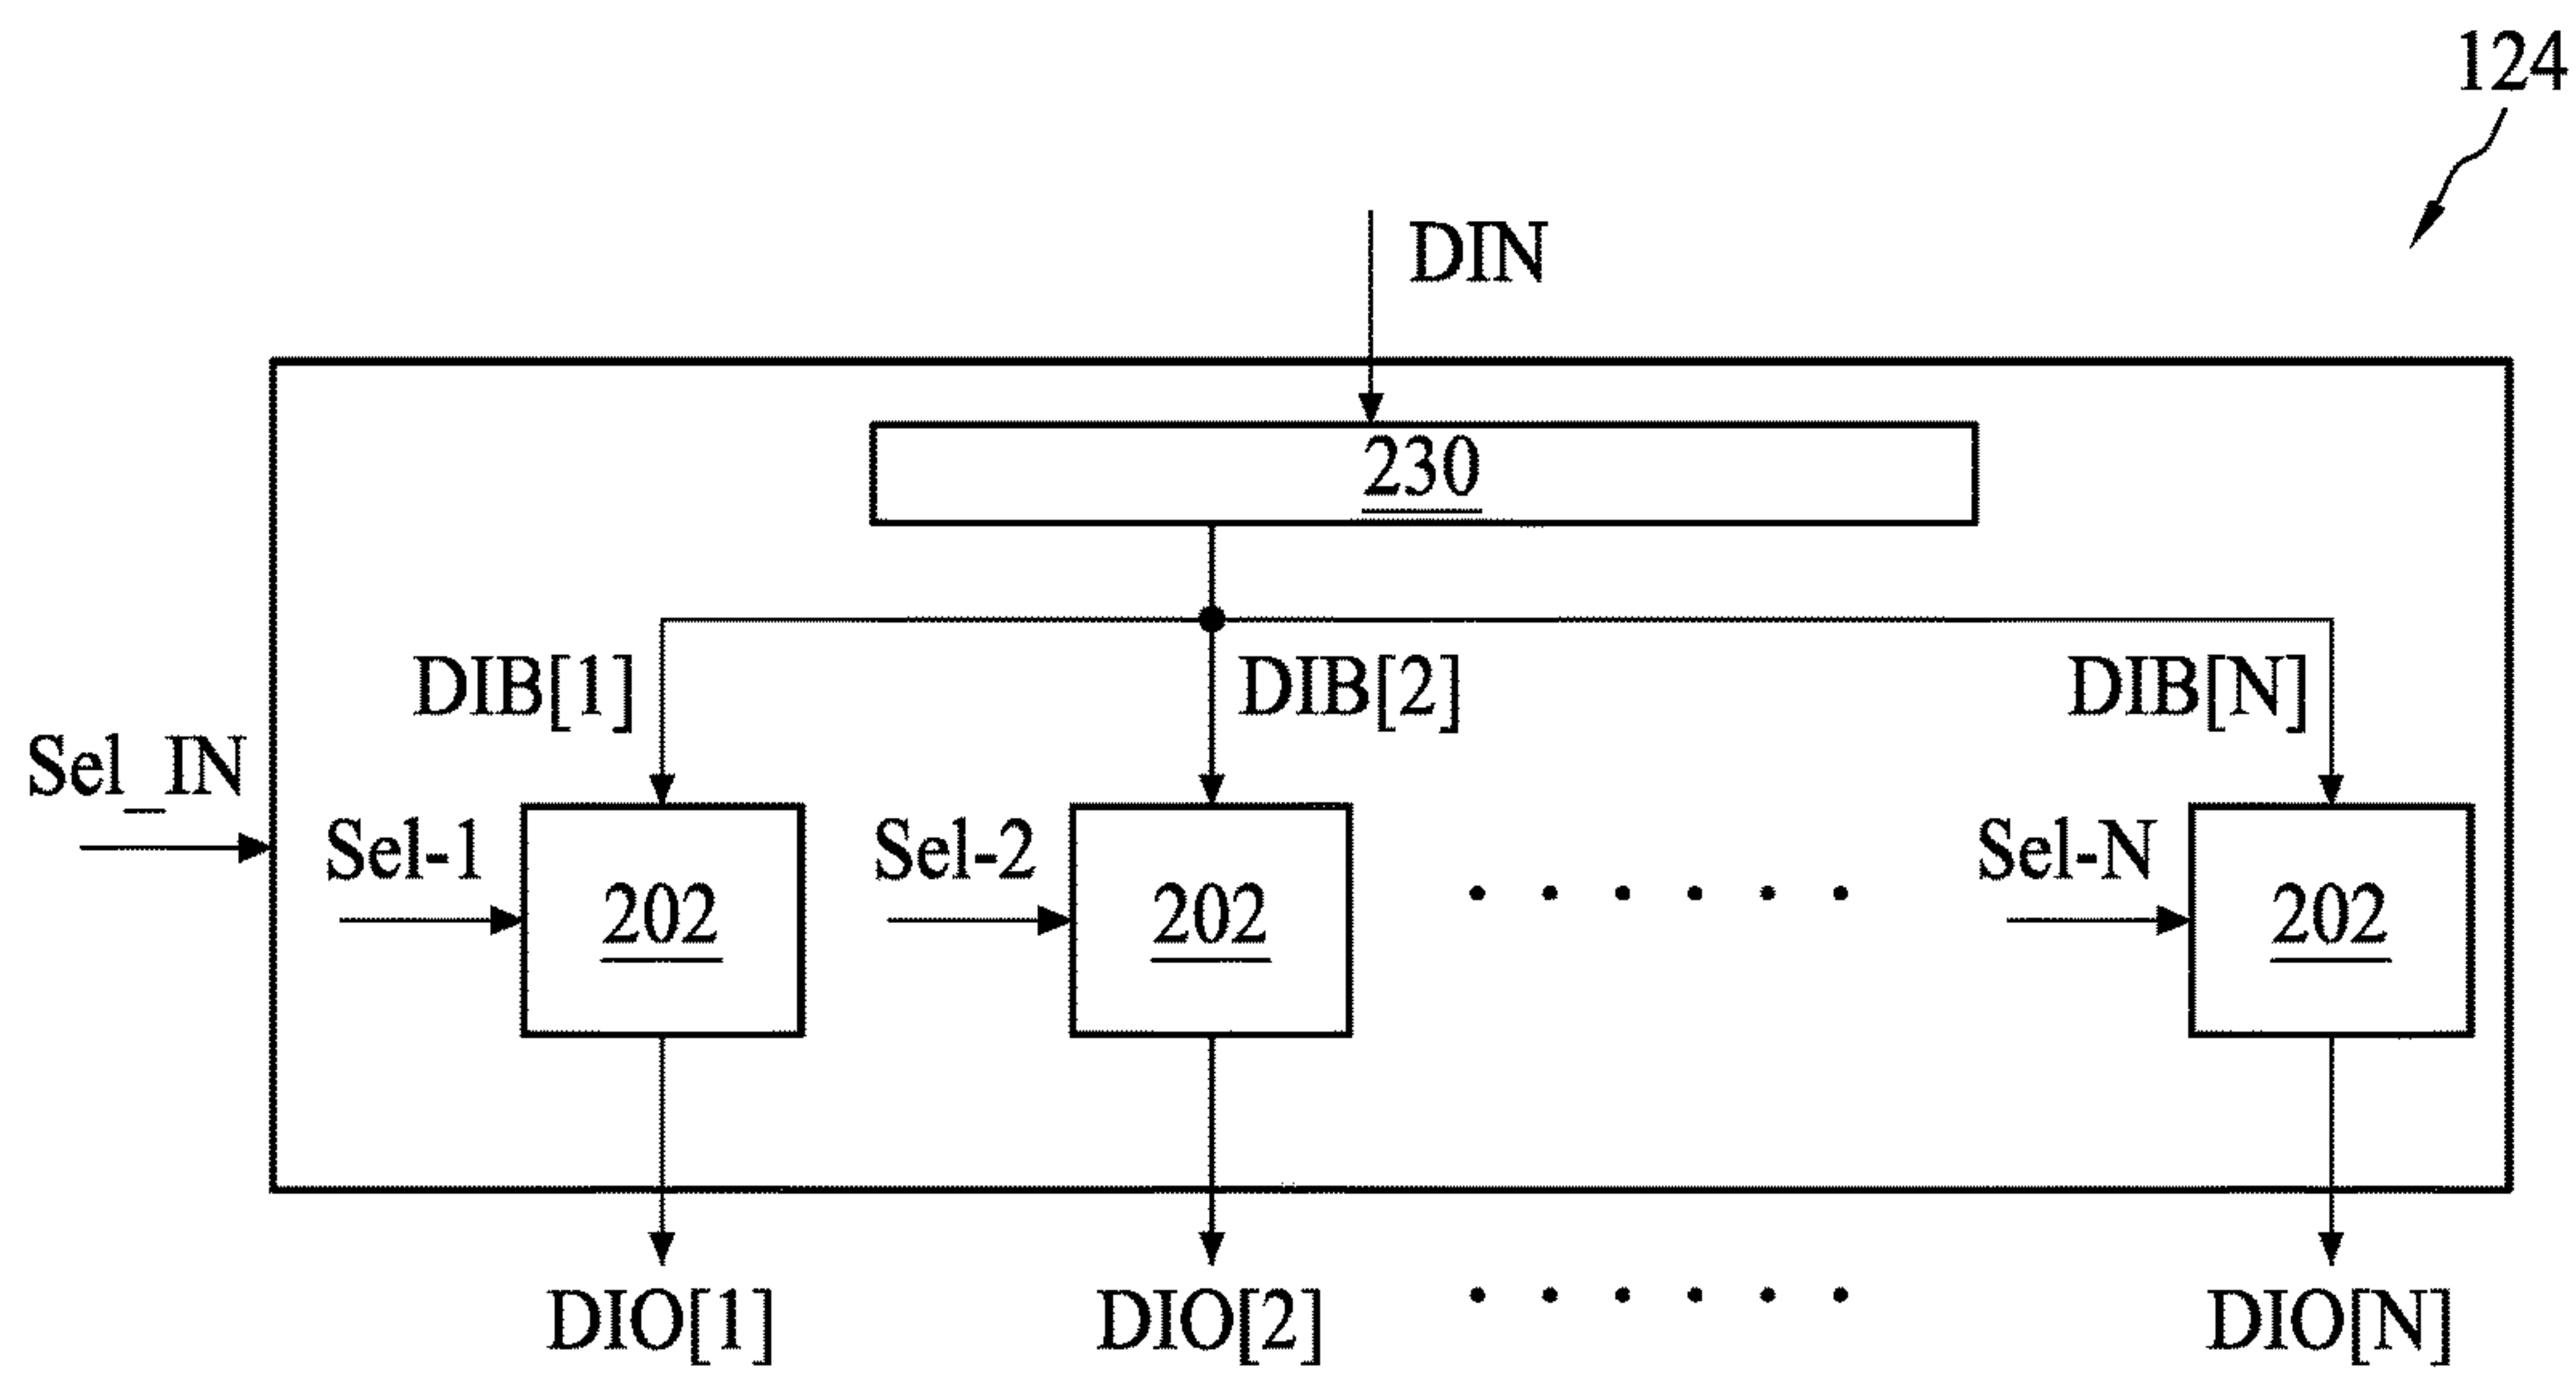 124
DIN
230
DIB[1] DIB[2] DIB[N]
Sel_IN
Sel-1 Sel-2 Sel-N
202 202 202
DIO[1] DIO[2] DIO[N]